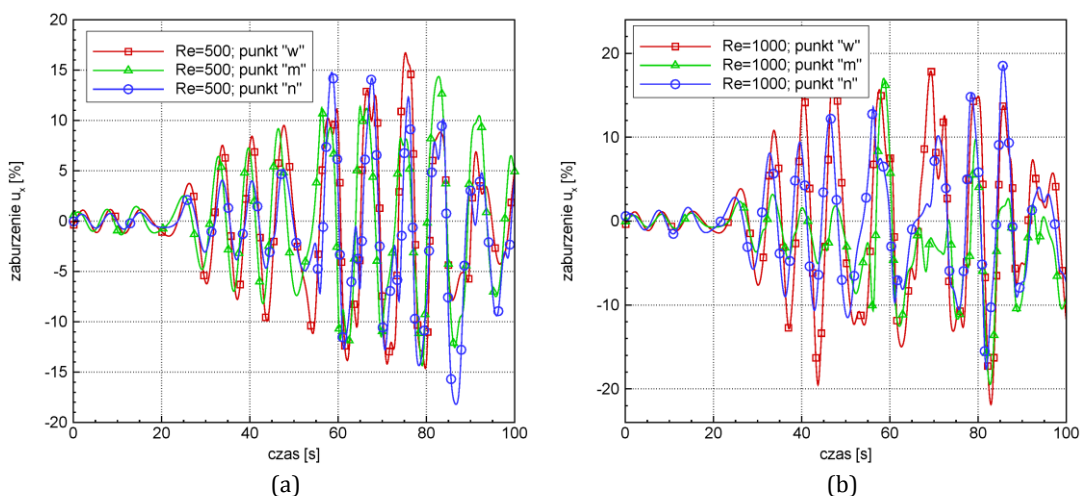 Re=500; punkt "w"
Re=500; punkt "m"
Re=500; punkt "n"
zaburzenie uₓ [%]
20
15
10
5
0
-5
-10
-15
-20
0
20
40
60
80
100
czas [s]
(a)
Re=1000; punkt "w"
Re=1000; punkt "m"
Re=1000; punkt "n"
zaburzenie uₓ [%]
20
10
0
-10
-20
0
20
40
60
80
100
czas [s]
(b)